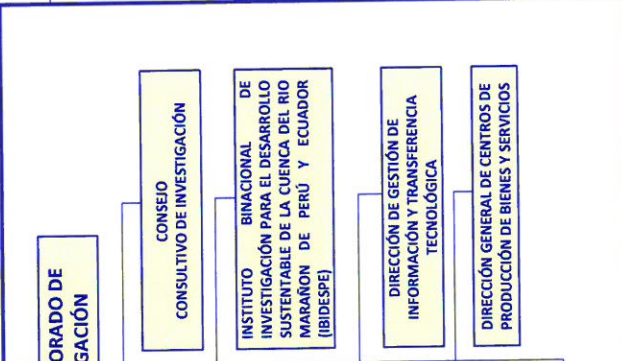 CONSEJO
CONSULTIVO DE INVESTIGACIÓN
INSTITUTO BINACIONAL DE
INVESTIGACIÓN PARA EL DESARROLLO
SUSTENTABLE DE LA CUENCA DEL RIO
MARAÑON DE PERÚ Y ECUADOR
(IBIDESPE)
DIRECCIÓN DE GESTIÓN DE
INFORMACIÓN Y TRANSFERENCIA
TECNOLÓGICA
DIRECCIÓN GENERAL DE CENTROS DE
PRODUCCIÓN DE BIENES Y SERVICIOS
ORADO DE
GACIÓN